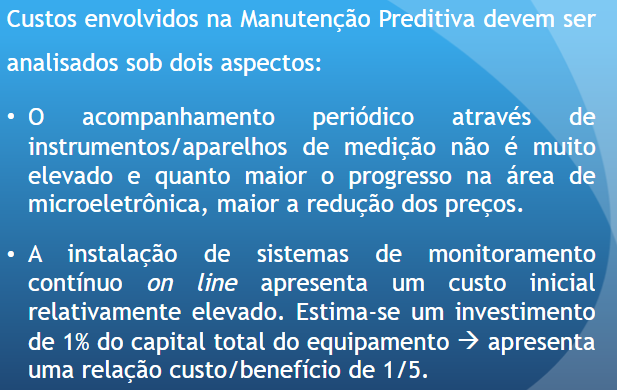 Custos envolvidos na Manutenção Preditiva devem ser
analisados sob dois aspectos:
• O acompanhamento periódico através de
instrumentos/aparelhos de medição não é muito
elevado e quanto maior o progresso na área de
microeletrônica, maior a redução dos preços.
• A instalação de sistemas de monitoramento
contínuo on line apresenta um custo inicial
relativamente elevado. Estima-se um investimento
de 1% do capital total do equipamento → apresenta
uma relação custo/benefício de 1/5.